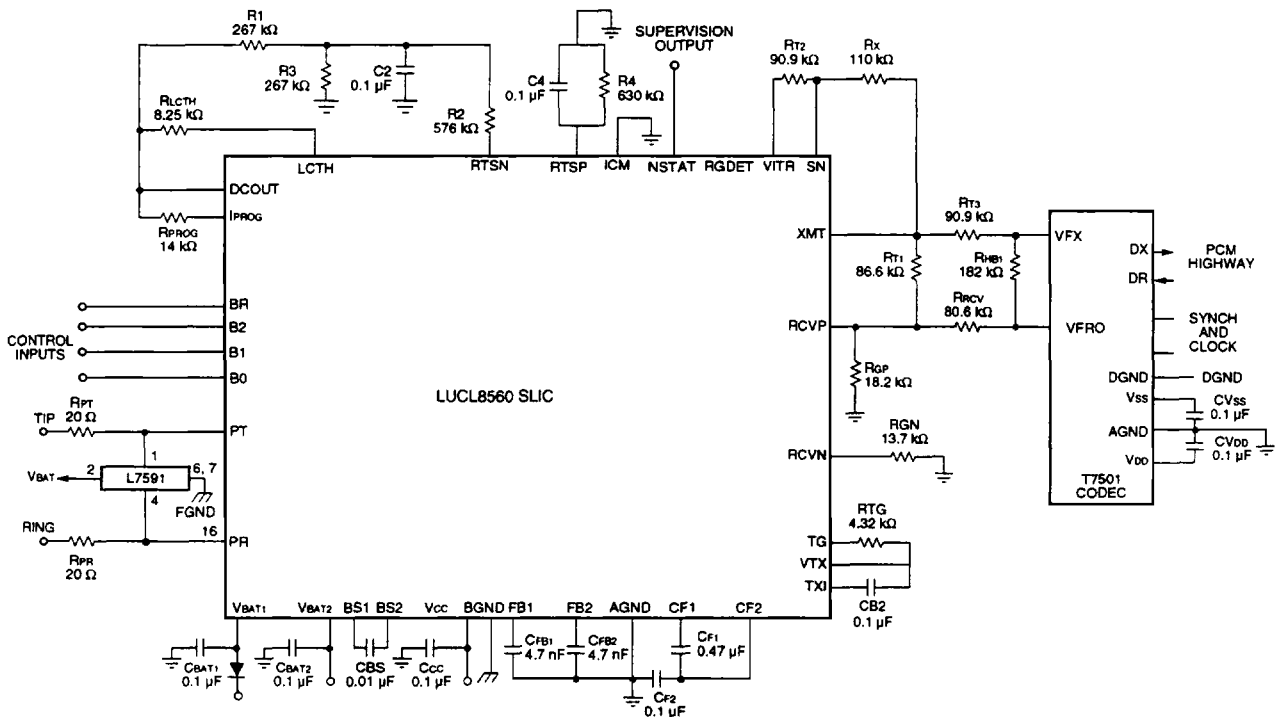 R1
267 kΩ
R3
267 kΩ
C2
0.1 µF
RLCTH
8.25 kΩ
R2
576 kΩ
C4
0.1 µF
R4
630 kΩ
SUPERVISION
OUTPUT
RT2
90.9 kΩ
RX
110 kΩ
LCTH
RTSN
RTSP
ICM
NSTAT
RGDET
VITR
SN
DCOUT
IPROG
RPROG
14 kΩ
XMT
RT3
90.9 kΩ
RT1
86.6 kΩ
RHB1
182 kΩ
RRCV
80.6 kΩ
RCVP
RGP
18.2 kΩ
VFX
VFRO
DX
DR
PCM
HIGHWAY
SYNCH
AND
CLOCK
DGND
DGND
VSS
CVSS
0.1 µF
AGND
CVDD
0.1 µF
VDD
T7501
CODEC
CONTROL
INPUTS
BR
B2
B1
B0
LUCL8560 SLIC
RPT
20 Ω
TIP
PT
1
VBAT
2
L7591
6, 7
4
FGND
RING
16
PR
RPR
20 Ω
RCVN
RGN
13.7 kΩ
RTG
4.32 kΩ
TG
VTX
TXI
CB2
0.1 µF
VBAT1
VBAT2
BS1
BS2
VCC
BGND
FB1
FB2
AGND
CF1
CF2
CBAT1
0.1 µF
CBAT2
0.1 µF
CBS
0.01 µF
CCC
0.1 µF
CFB1
4.7 nF
CFB2
4.7 nF
CF1
0.47 µF
CF2
0.1 µF